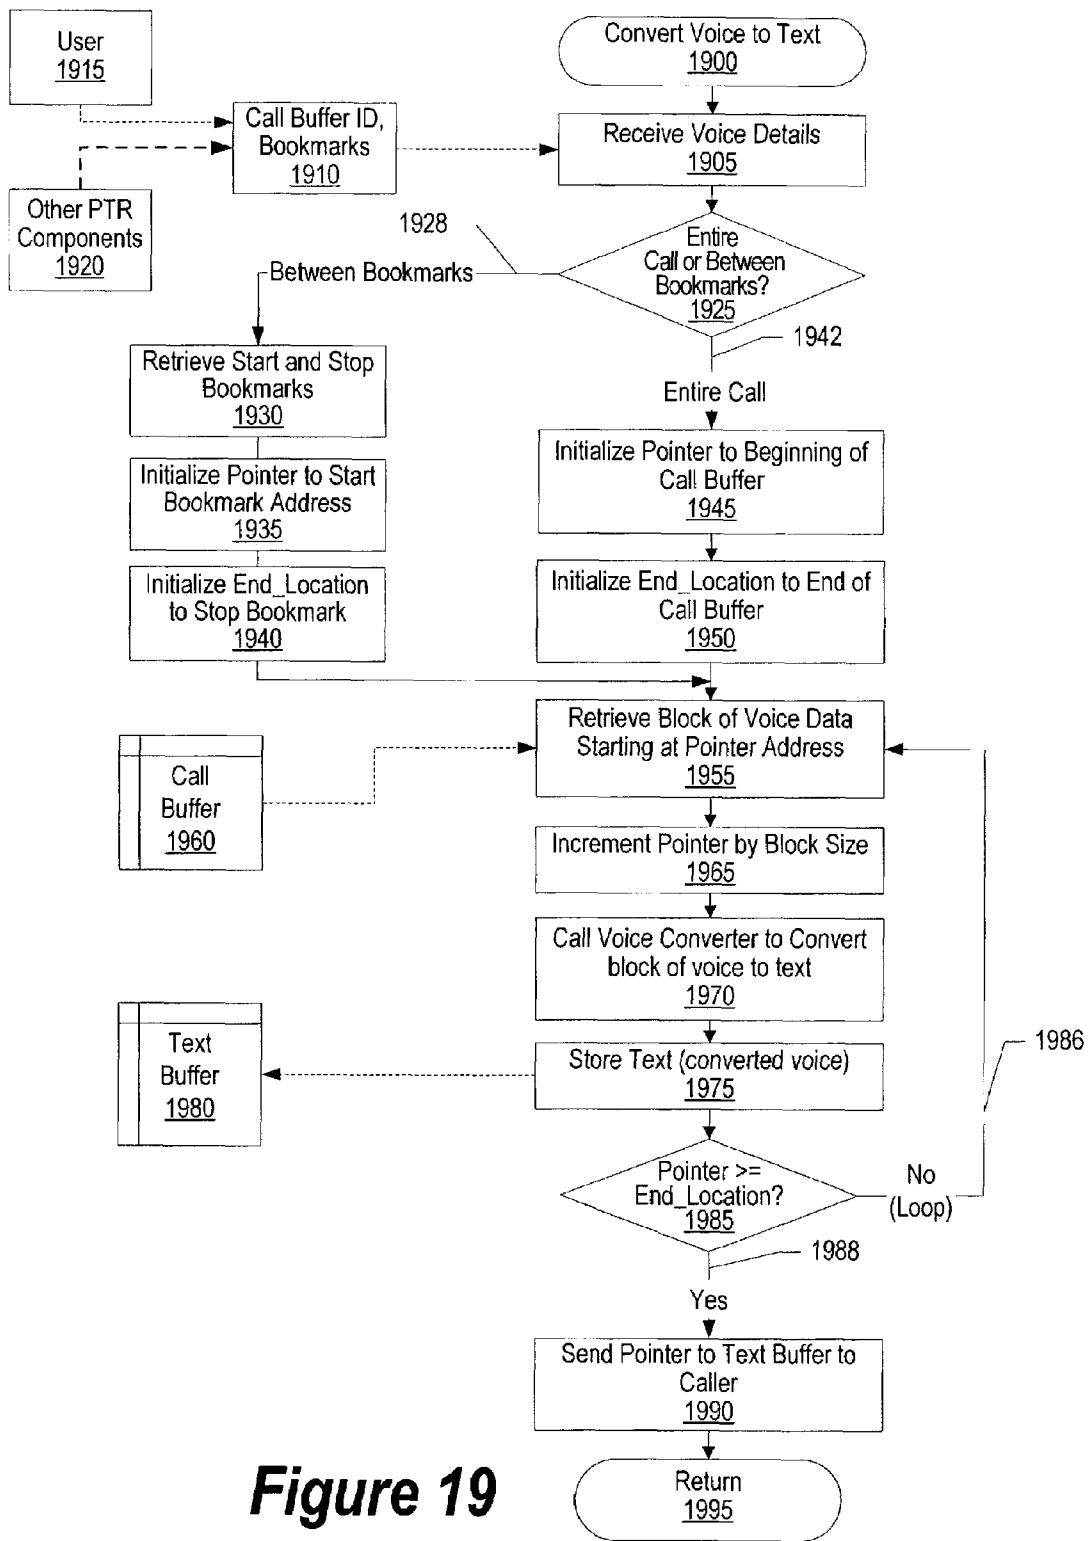 User
1915
Convert Voice to Text
1900
Call Buffer ID,
Bookmarks
1910
Receive Voice Details
1905
Other PTR
Components
1920
1928
Entire
Call or Between
Bookmarks?
1925
Between Bookmarks
1942
Retrieve Start and Stop
Bookmarks
1930
Entire Call
Initialize Pointer to Start
Bookmark Address
1935
Initialize Pointer to Beginning of
Call Buffer
1945
Initialize End_Location
to Stop Bookmark
1940
Initialize End_Location to End of
Call Buffer
1950
Retrieve Block of Voice Data
Starting at Pointer Address
1955
Call
Buffer
1960
Increment Pointer by Block Size
1965
Call Voice Converter to Convert
block of voice to text
1970
Text
Buffer
1980
Store Text (converted voice)
1975
1986
Pointer >=
End_Location?
1985
No
(Loop)
1988
Yes
Send Pointer to Text Buffer to
Caller
1990
Return
1995
Figure 19